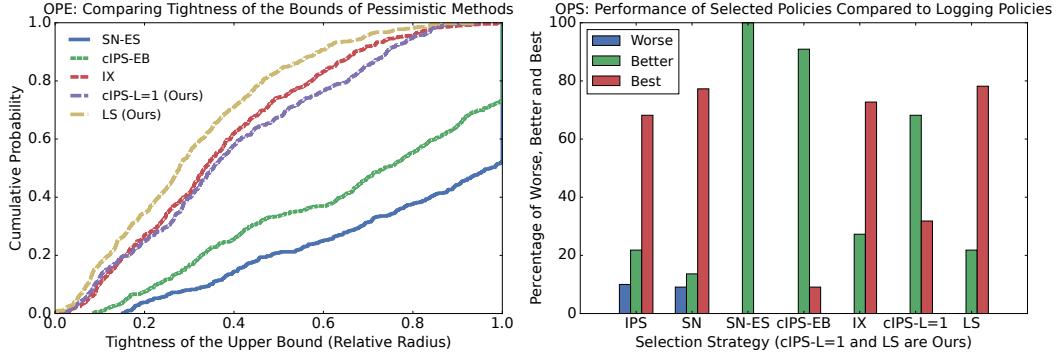 OPE: Comparing Tightness of the Bounds of Pessimistic Methods
1.0
0.8
0.6
0.4
0.2
0.0
Cumulative Probability
SN-ES
cIPS-EB
IX
cIPS-L=1 (Ours)
LS (Ours)
0.0 0.2 0.4 0.6 0.8 1.0
Tightness of the Upper Bound (Relative Radius)
OPS: Performance of Selected Policies Compared to Logging Policies
100
80
60
40
20
0
Percentage of Worse, Better and Best
Worse
Better
Best
IPS SN SN-ES cIPS-EB IX cIPS-L=1 LS
Selection Strategy (cIPS-L=1 and LS are Ours)